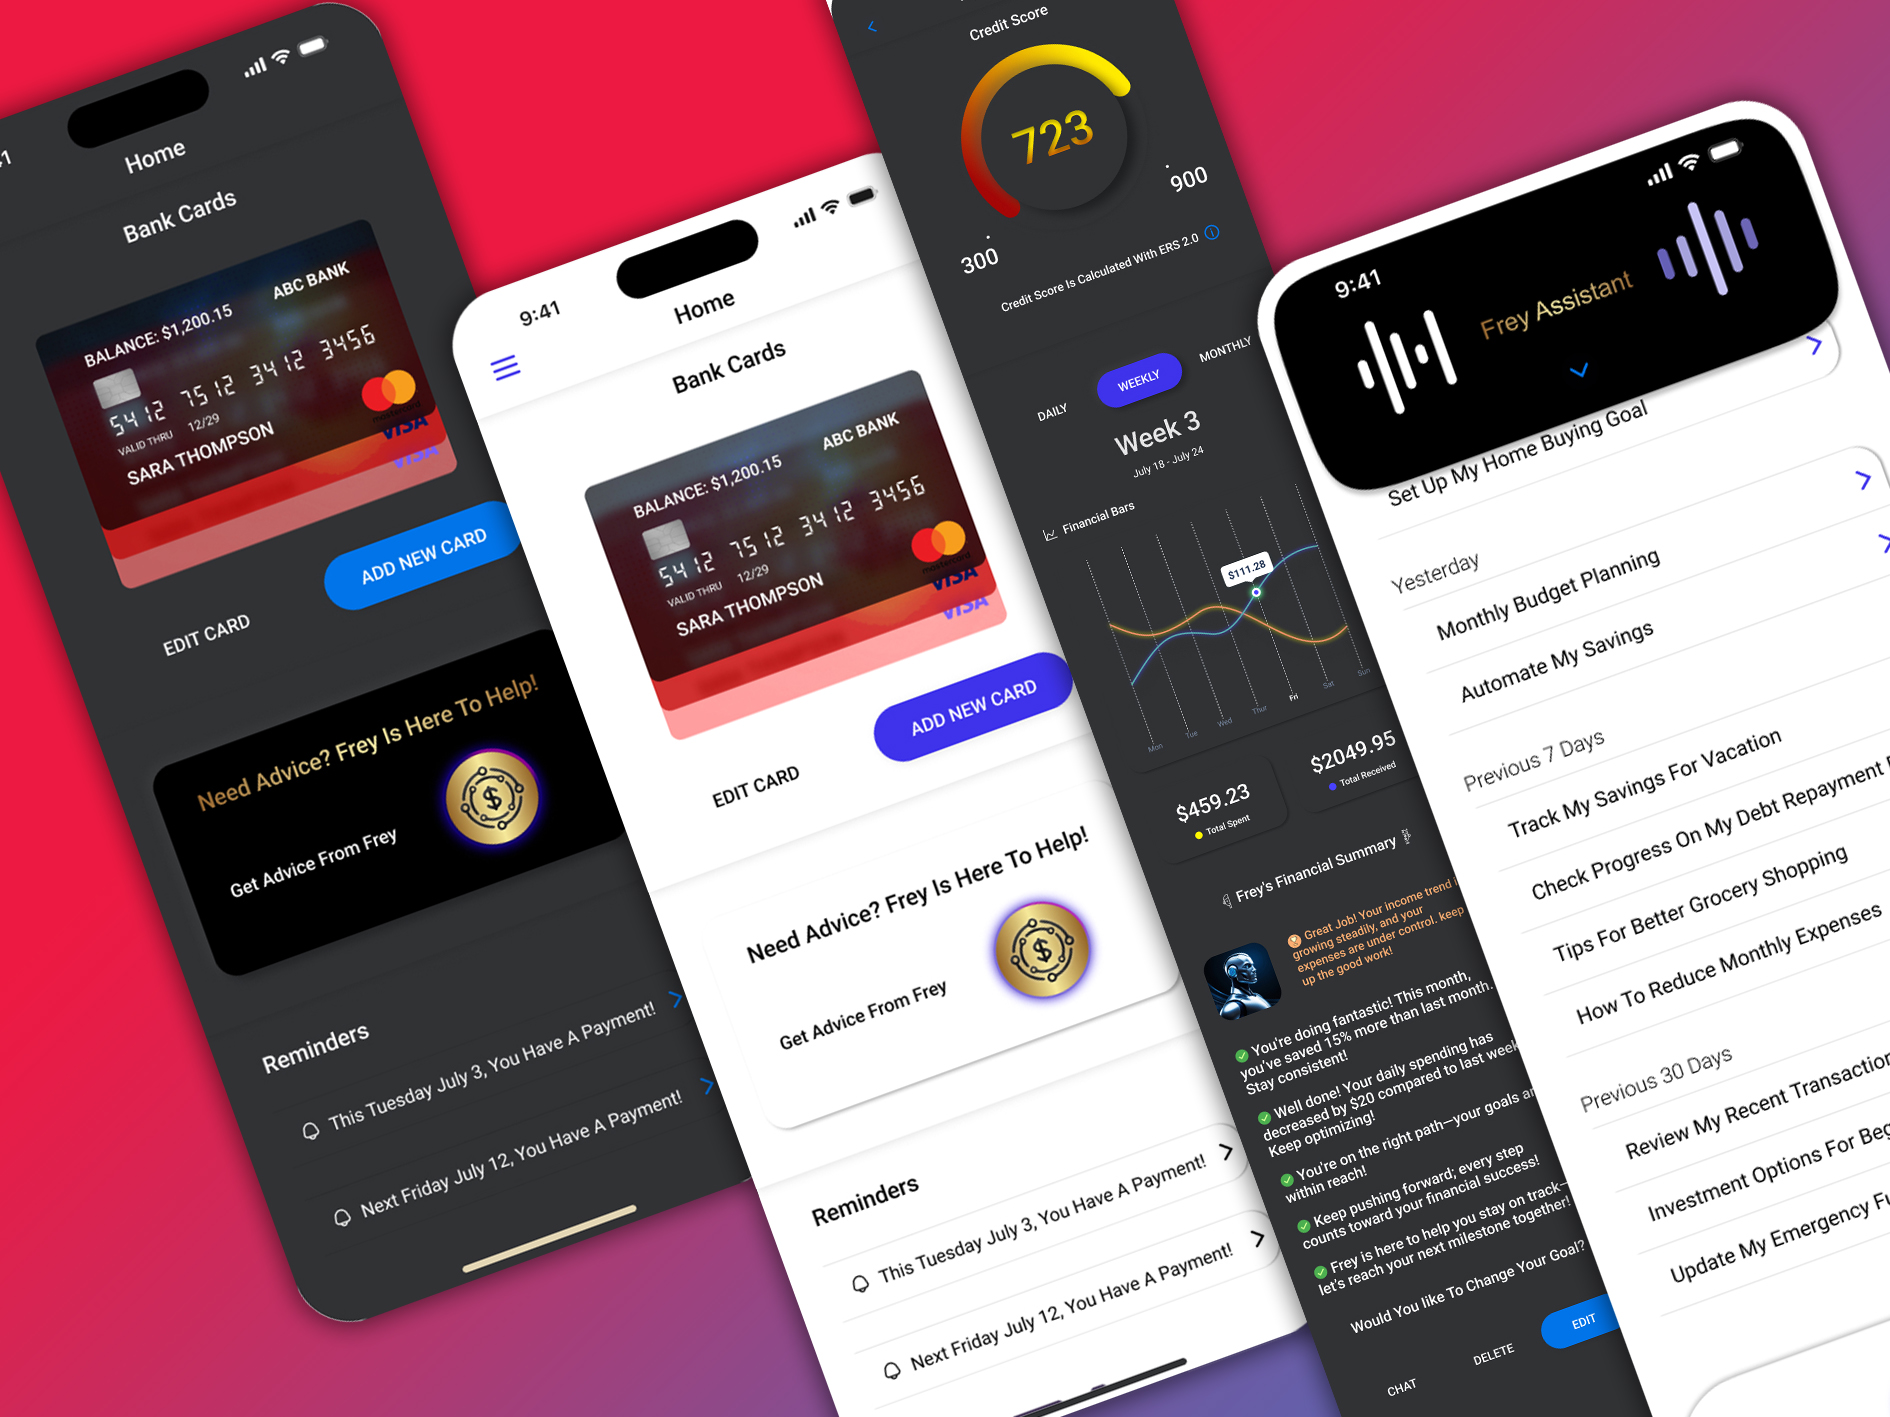 Home
Bank Cards
BALANCE: $1,200.15
ABC BANK
5412 7512 3412 3456
VALID THRU 12/29
SARA THOMPSON
mastercard
VISA
VISA
EDIT CARD
ADD NEW CARD
Need Advice? Frey Is Here To Help!
Get Advice From Frey
Reminders
This Tuesday July 3, You Have A Payment!
Next Friday July 12, You Have A Payment!
9:41
Home
Bank Cards
BALANCE: $1,200.15
ABC BANK
5412 7512 3412 3456
VALID THRU 12/29
SARA THOMPSON
mastercard
VISA
VISA
EDIT CARD
ADD NEW CARD
Need Advice? Frey Is Here To Help!
Get Advice From Frey
Reminders
This Tuesday July 3, You Have A Payment!
Next Friday July 12, You Have A Payment!
Credit Score
723
300
900
Credit Score Is Calculated With ERS 2.0
DAILY
WEEKLY
MONTHLY
Week 3
July 18 - July 24
Financial Bars
$111.28
Mon Tue Wed Thur Fri Sat Sun
$459.23
Total Spent
$2049.95
Total Received
Frey's Financial Summary
Great Job! Your income trend
growing steadily, and your
expenses are under control. keep
up the good work!
You're doing fantastic! This month,
you've saved 15% more than last month.
Stay consistent!
Well done! Your daily spending has
decreased by $20 compared to last week
Keep optimizing!
You're on the right path—your goals
within reach!
Keep pushing forward; every step
counts toward your financial success!
Frey is here to help you stay on track—
let's reach your next milestone together!
Would You like To Change Your Goal?
CHAT
DELETE
EDIT
9:41
Frey Assistant
Set Up My Home Buying Goal
Yesterday
Monthly Budget Planning
Automate My Savings
Previous 7 Days
Track My Savings For Vacation
Check Progress On My Debt Repayment
Tips For Better Grocery Shopping
How To Reduce Monthly Expenses
Previous 30 Days
Review My Recent
Investment Options For
Update My Emergency